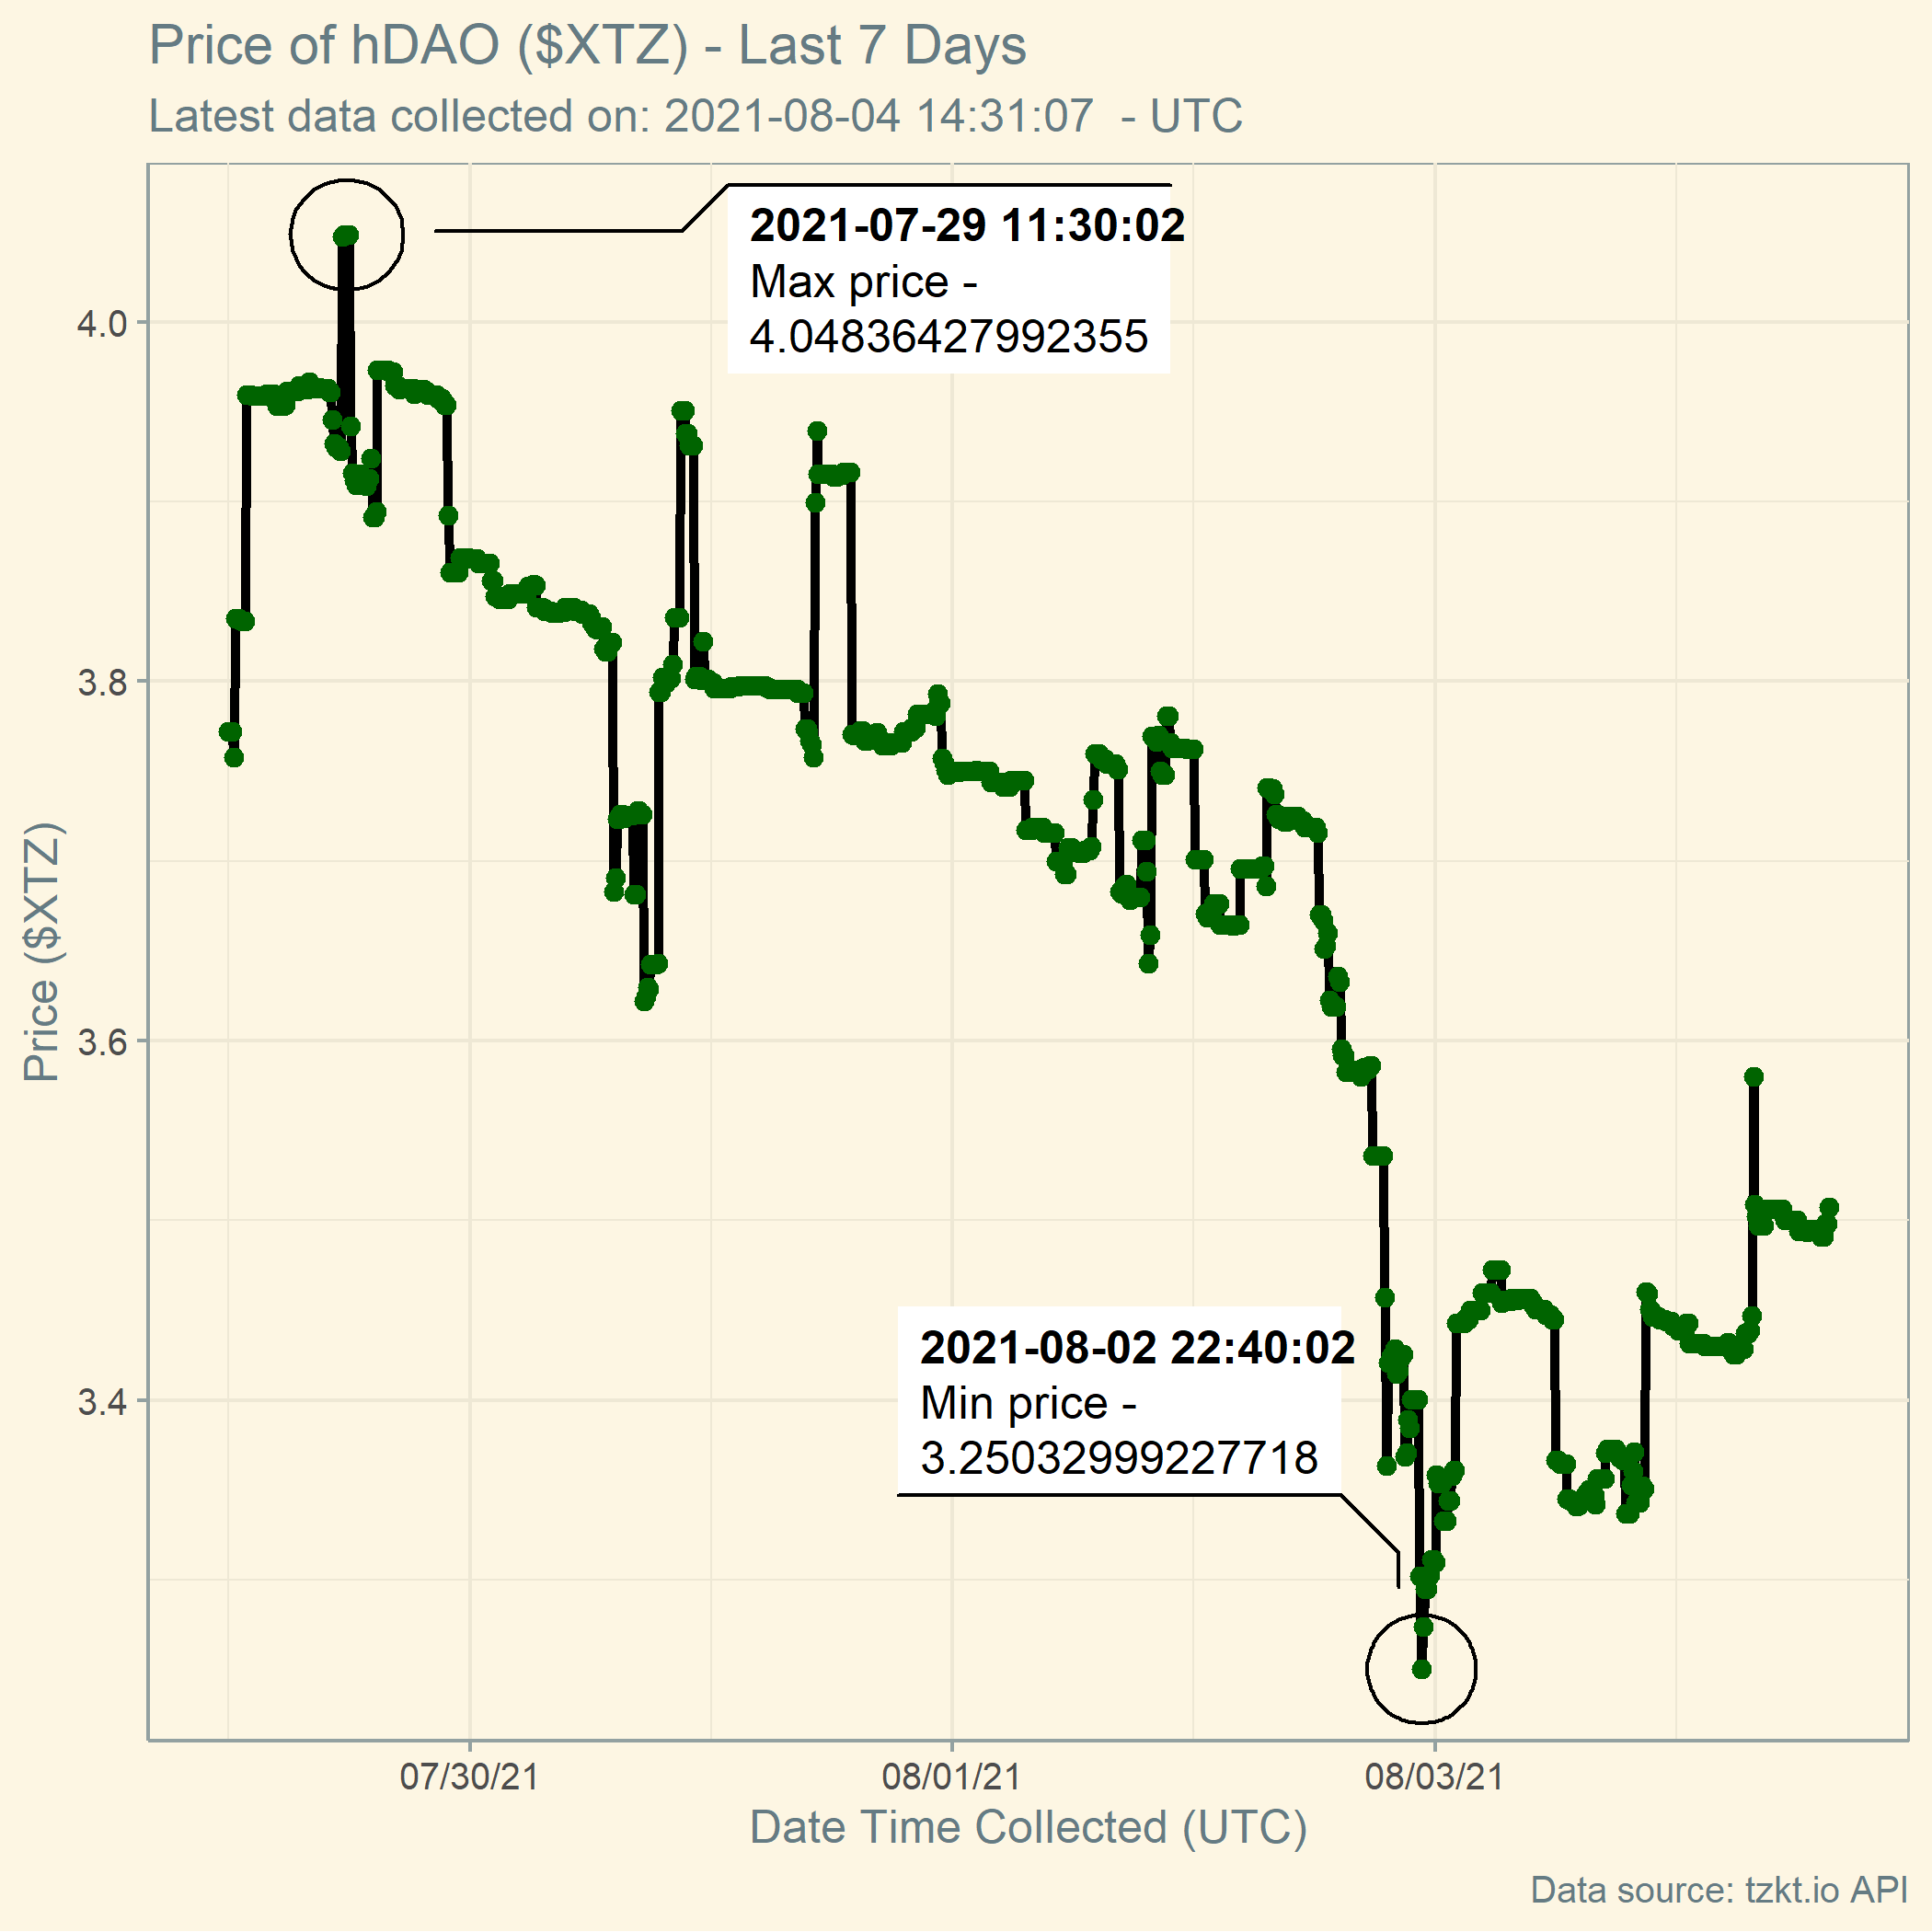 Price of hDAO ($XTZ) - Last 7 Days
Latest data collected on: 2021-08-04 14:31:07  - UTC
2021-07-29 11:30:02
Max price -
4.04836427992355
4.0
3.8
3.6
3.4
Price ($XTZ)
2021-08-02 22:40:02
Min price -
3.25032999227718
07/30/21
08/01/21
08/03/21
Date Time Collected (UTC)
Data source: tzkt.io API